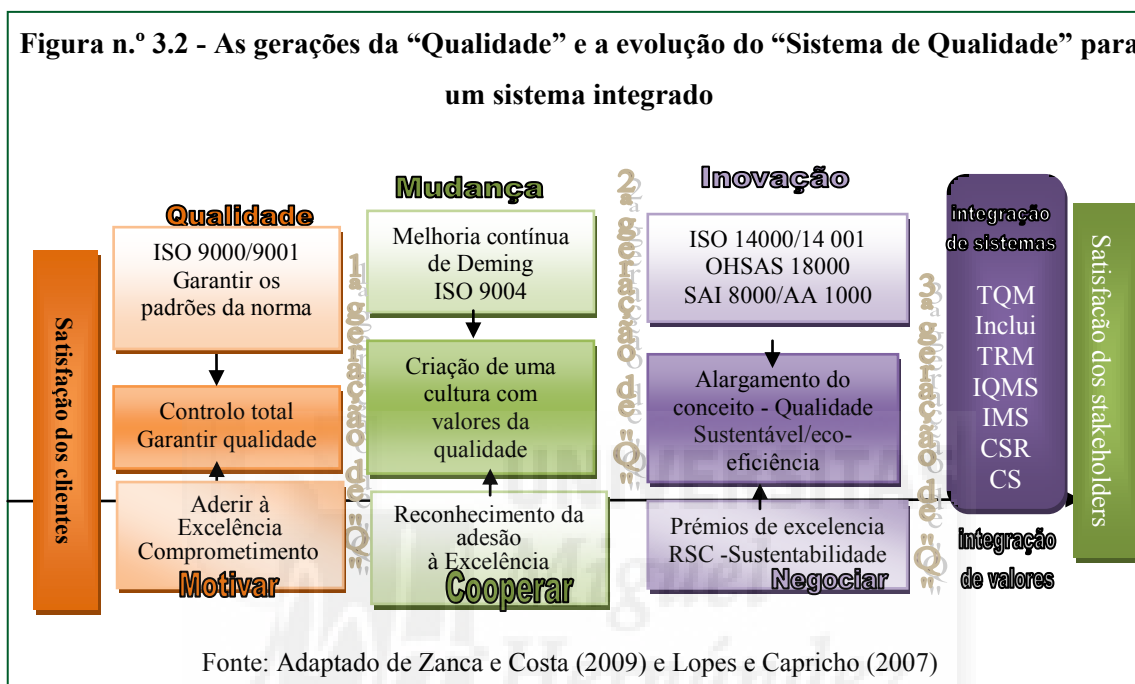 Figura n.º 3.2 - As gerações da “Qualidade” e a evolução do “Sistema de Qualidade” para
um sistema integrado
Satisfação dos clientes
Qualidade
ISO 9000/9001
Garantir os
padrões da norma
Controlo total
Garantir qualidade
Aderir à
Excelência
Comprometimento
Motivar
1ª geração de "Q"
Mudança
Melhoria contínua
de Deming
ISO 9004
Criação de uma
cultura com
valores da
qualidade
Reconhecimento da
adesão
à Excelência
Cooperar
2ª geração de "Q"
Inovação
ISO 14000/14 001
OHSAS 18000
SAI 8000/AA 1000
Alargamento do
conceito - Qualidade
Sustentável/eco-
eficiência
Prémios de excelencia
RSC -Sustentabilidade
Negociar
3ª geração de "Q"
integração
de sistemas
TQM
Inclui
TRM
IQMS
IMS
CSR
CS
integração
de valores
Satisfação dos stakeholders
UNIVERSITAS
Miguel
Hernández
Fonte: Adaptado de Zanca e Costa (2009) e Lopes e Capricho (2007)